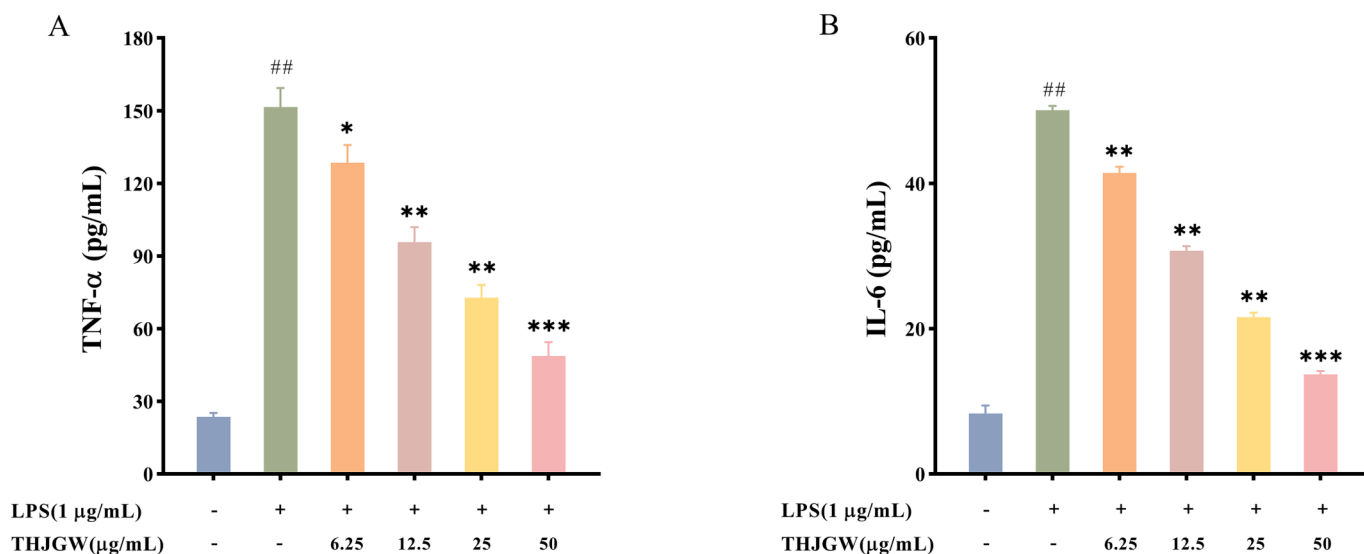 A
TNF-α (pg/mL)
180
150
120
90
60
30
0
##
*
**
**
***
LPS(1 μg/mL) - + + + + +
THJGW(μg/mL) - - 6.25 12.5 25 50
B
IL-6 (pg/mL)
60
40
20
0
##
**
**
**
***
LPS(1 μg/mL) - + + + + +
THJGW(μg/mL) - - 6.25 12.5 25 50